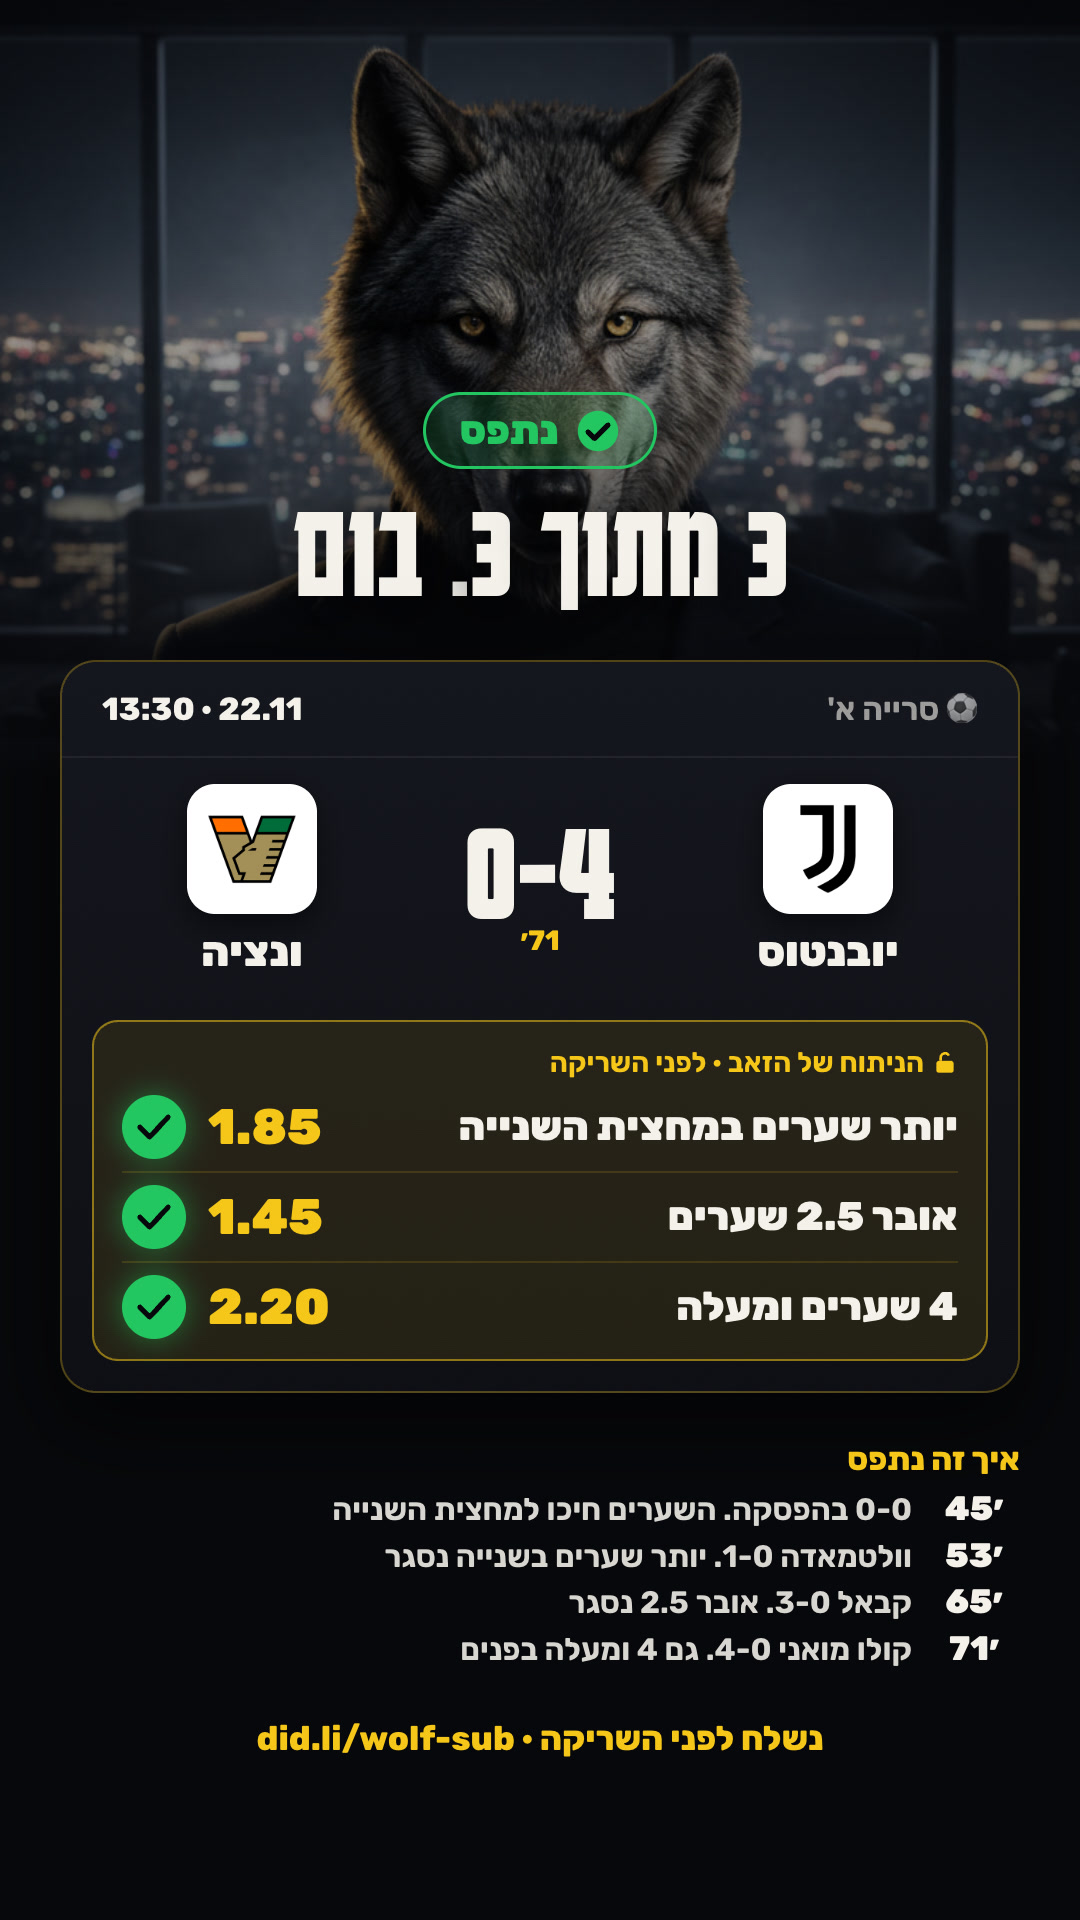 נתפס
3 מתוך 3. בום
⚽ סרייה א'
22.11 • 13:30
יובנטוס
0-4
71'
ונציה
הניתוח של הזאב • לפני השריקה
יותר שערים במחצית השנייה 1.85
אובר 2.5 שערים 1.45
4 שערים ומעלה 2.20
איך זה נתפס
45' 0-0 בהפסקה. השערים חיכו למחצית השנייה
53' וולטמאדה 1-0. יותר שערים בשנייה נסגר
65' קבאל 3-0. אובר 2.5 נסגר
71' קולו מואני 4-0. גם 4 ומעלה בפנים
נשלח לפני השריקה • did.li/wolf-sub